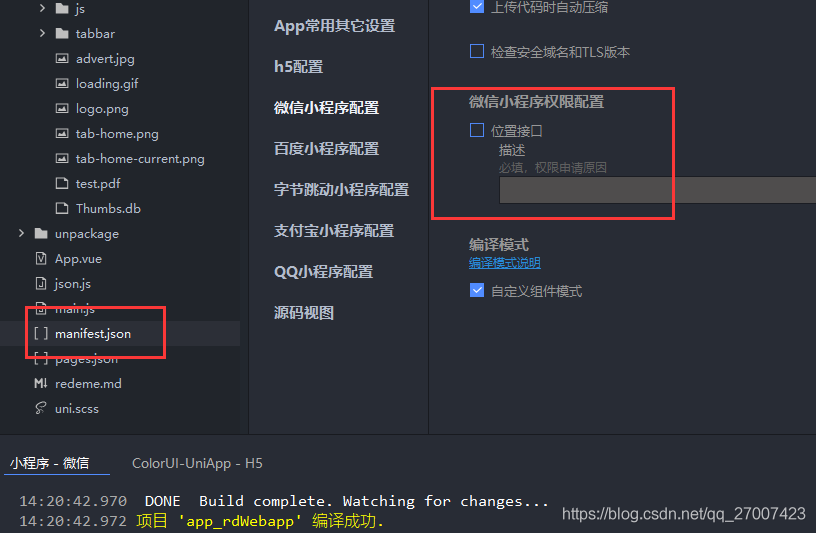 js
tabbar
advert.jpg
loading.gif
logo.png
tab-home.png
tab-home-current.png
test.pdf
Thumbs.db
unpackage
App.vue
json.js
main.js
manifest.json
pages.json
redeme.md
uni.scss
App常用其它设置
h5配置
微信小程序配置
百度小程序配置
字节跳动小程序配置
支付宝小程序配置
QQ小程序配置
源码视图
上传代码时自动压缩
检查安全域名和TLS版本
微信小程序权限配置
位置接口
描述
必填，权限申请原因
编译模式
编译模式说明
自定义组件模式
小程序 - 微信
ColorUI-UniApp - H5
14:20:42.970 DONE Build complete. Watching for changes...
14:20:42.972 项目 'app_rdWebapp' 编译成功.
https://blog.csdn.net/qq_27007423